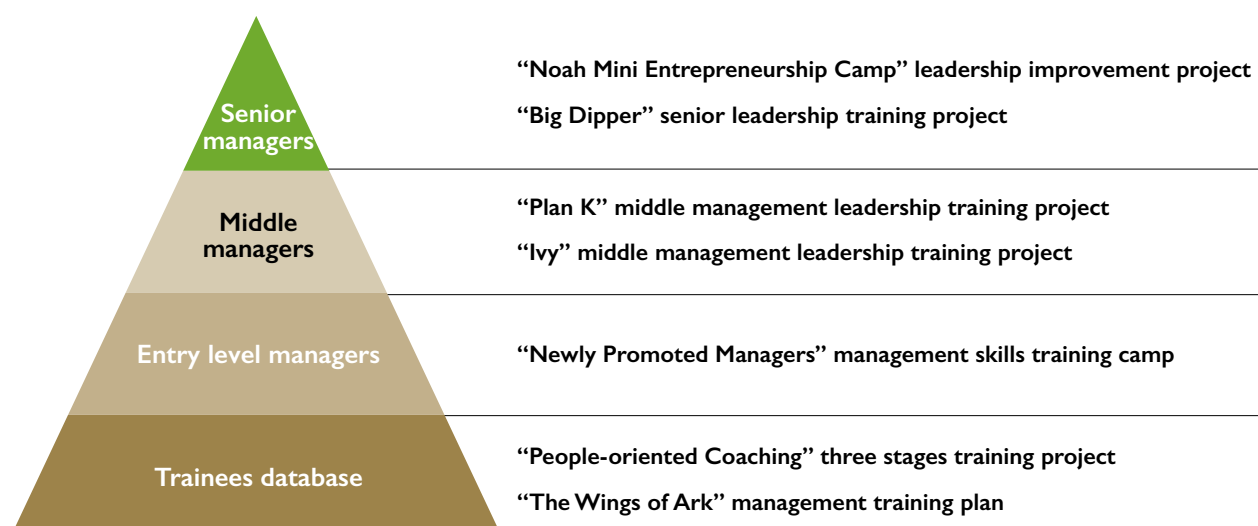 Senior
managers
“Noah Mini Entrepreneurship Camp” leadership improvement project
“Big Dipper” senior leadership training project
Middle
managers
“Plan K” middle management leadership training project
“Ivy” middle management leadership training project
Entry level managers
“Newly Promoted Managers” management skills training camp
Trainees database
“People-oriented Coaching” three stages training project
“The Wings of Ark” management training plan